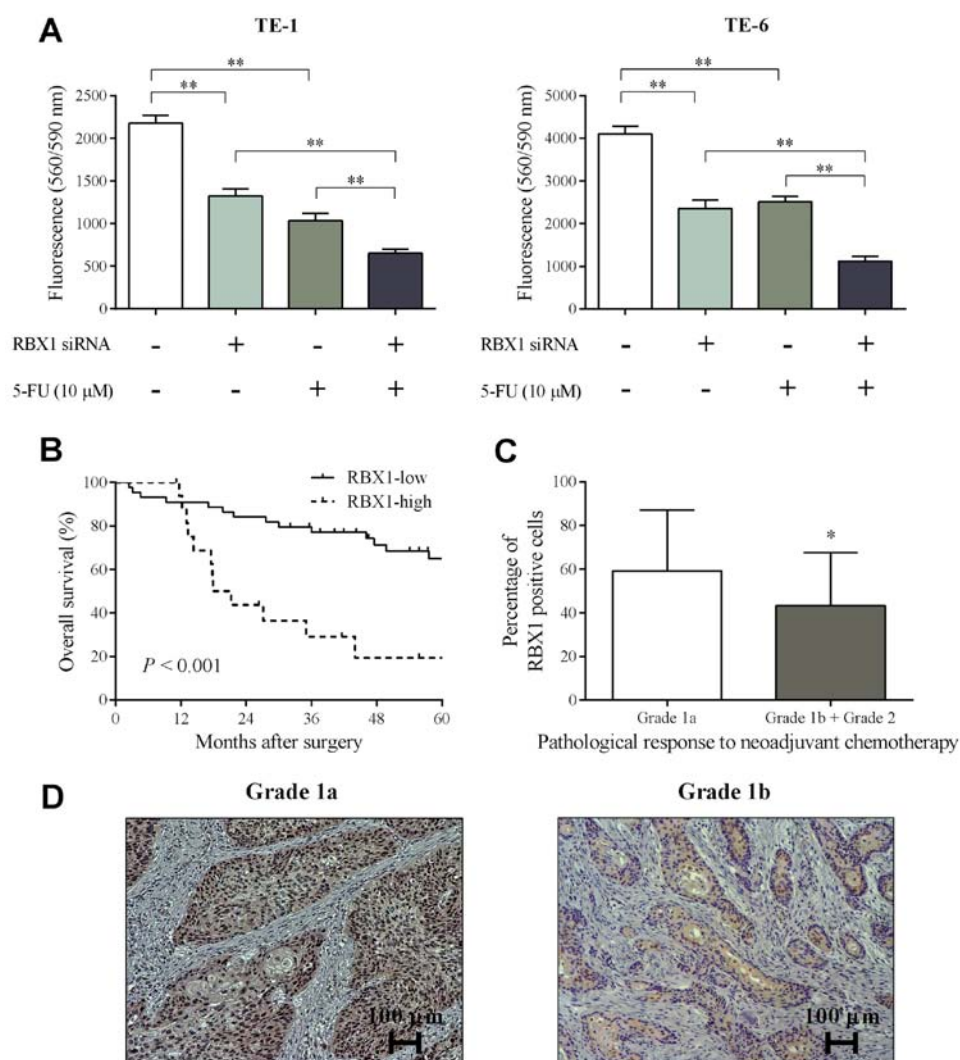 A
TE-1
TE-6
**
**
**
**
Fluorescence (560/590 nm)
2500
2000
1500
1000
500
0
RBX1 siRNA - + - +
5-FU (10 μM) - - + +
**
**
**
**
Fluorescence (560/590 nm)
5000
4000
3000
2000
1000
0
RBX1 siRNA - + - +
5-FU (10 μM) - - + +
B
Overall survival (%)
100
80
60
40
20
0
RBX1-low
RBX1-high
P < 0.001
0 12 24 36 48 60
Months after surgery
C
Percentage of
RBX1 positive cells
100
80
60
40
20
0
*
Grade 1a Grade 1b + Grade 2
Pathological response to neoadjuvant chemotherapy
D
Grade 1a
Grade 1b
100 μm
100 μm